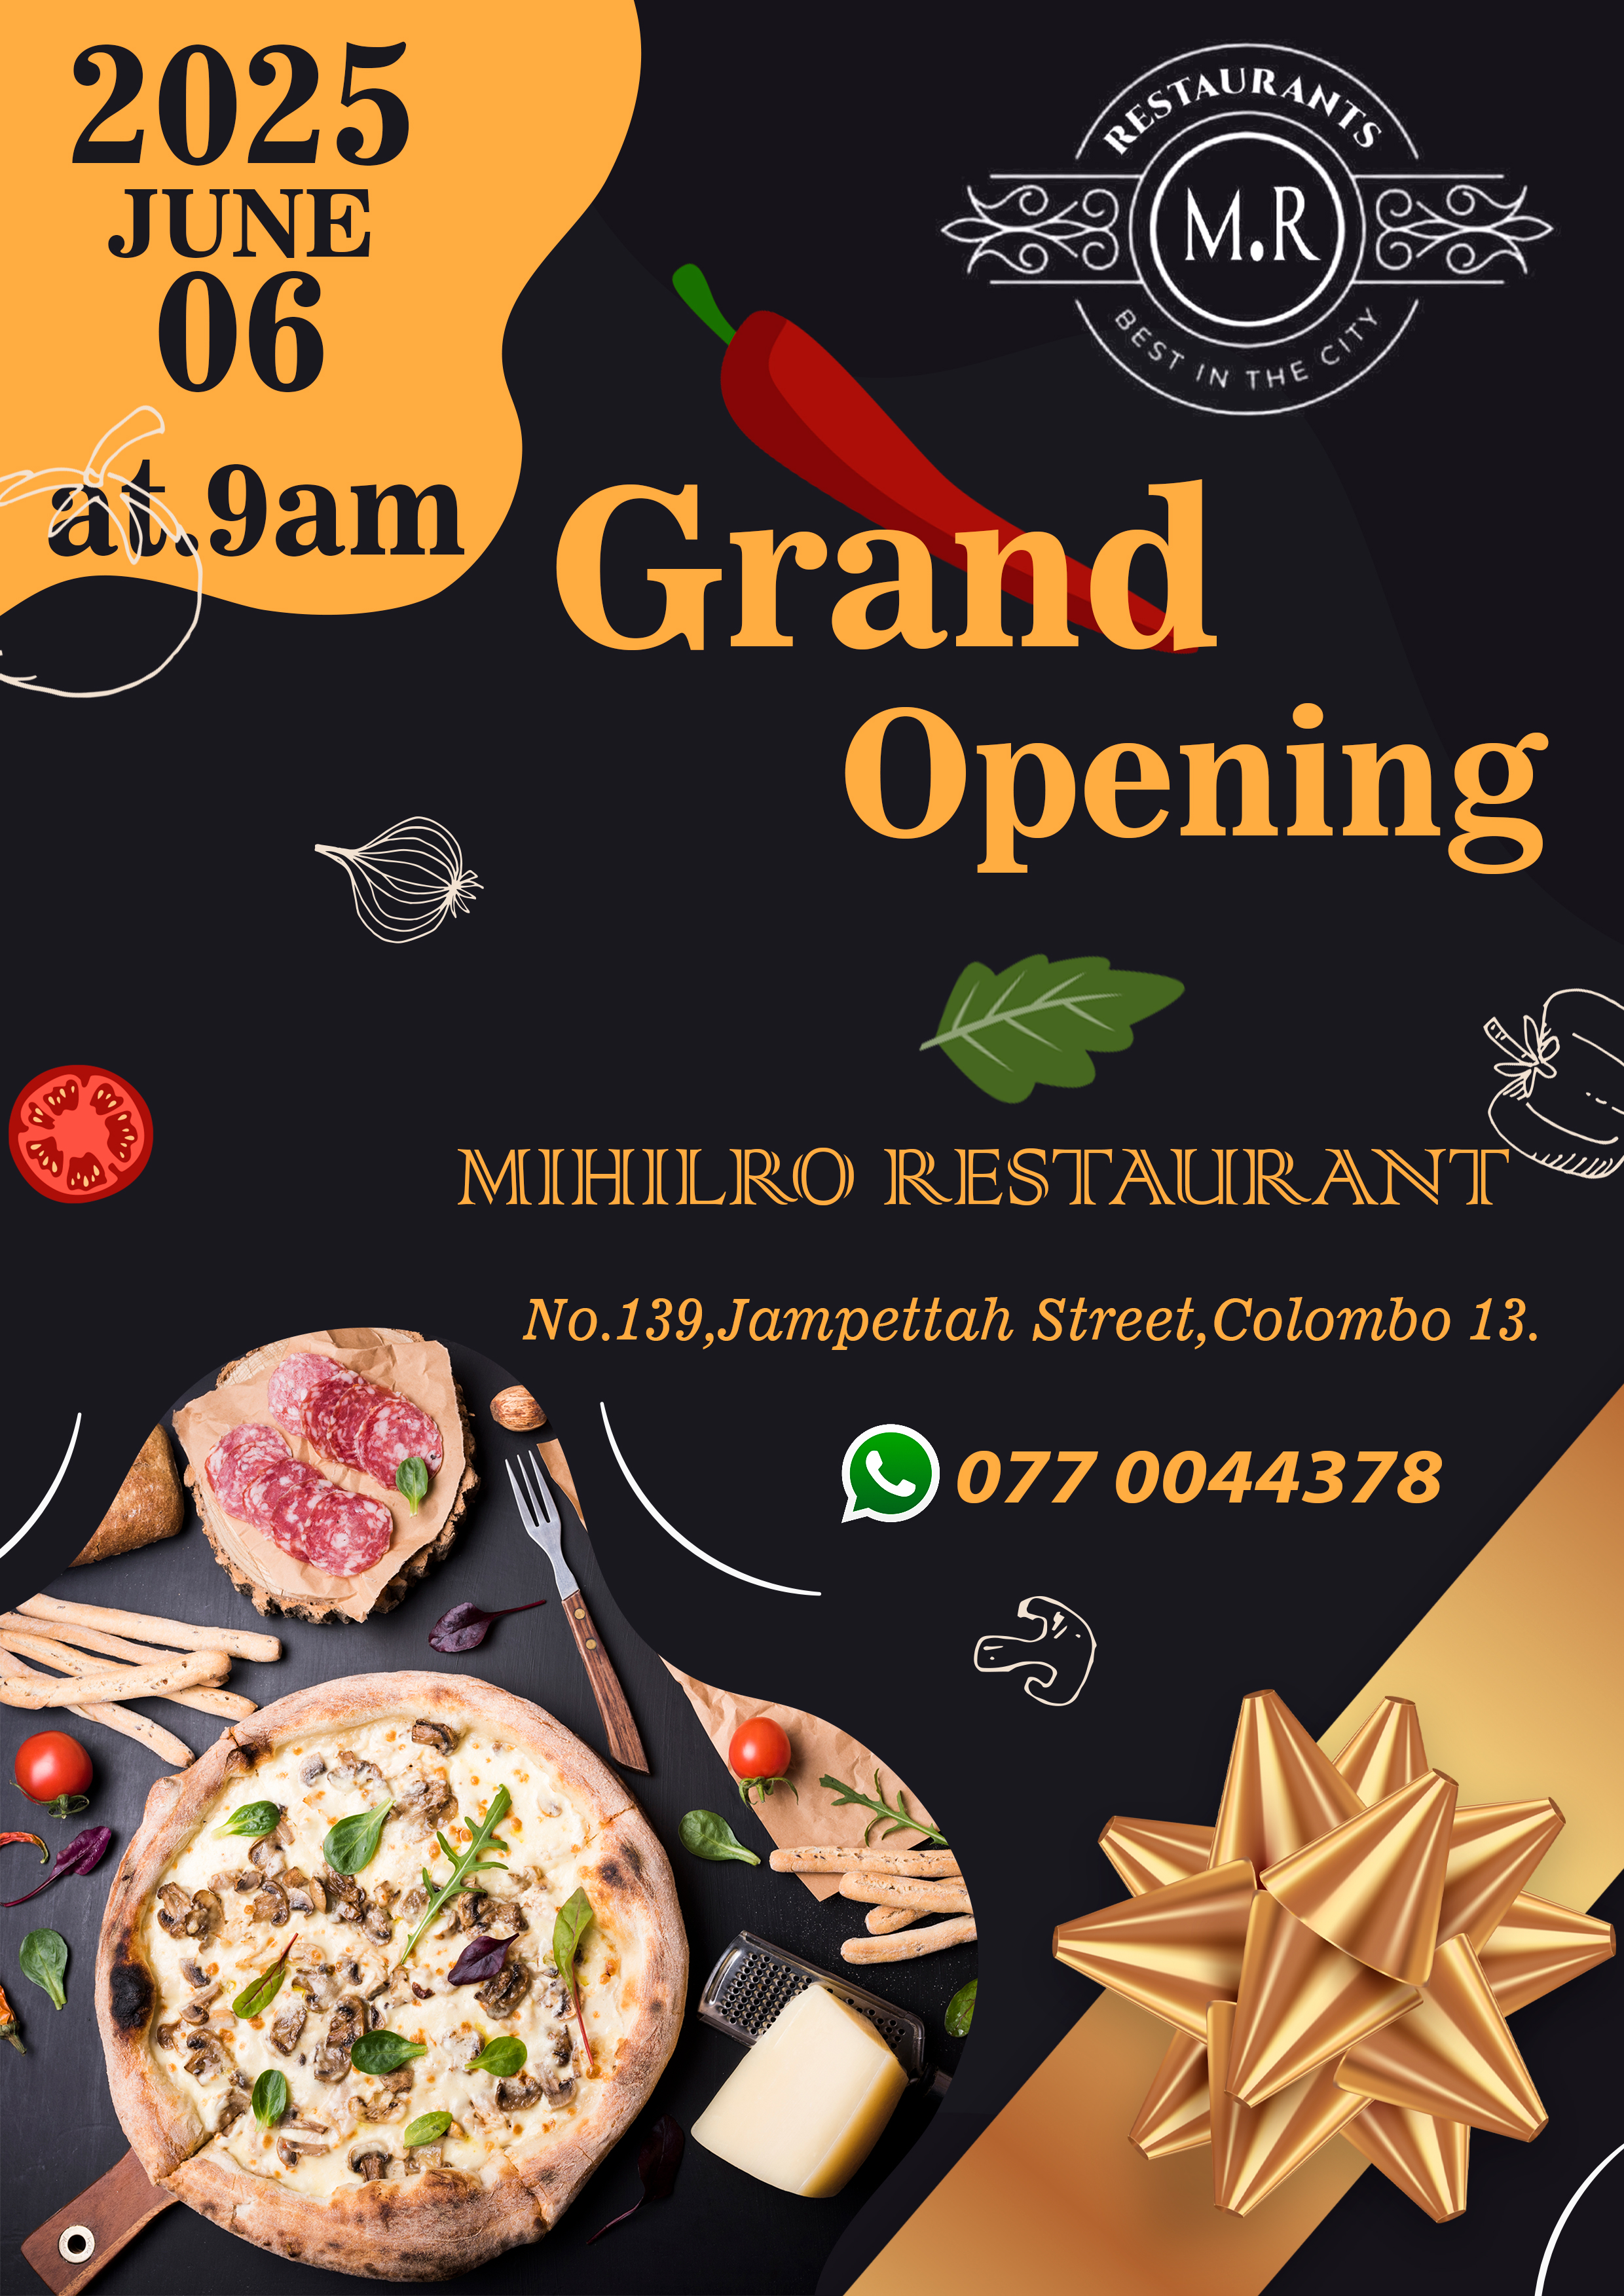 2025
JUNE
06
at.9am
RESTAURANTS
M.R
BEST IN THE CITY
Grand
Opening
MIHILRO RESTAURANT
No.139,Jampettah Street,Colombo 13.
077 0044378